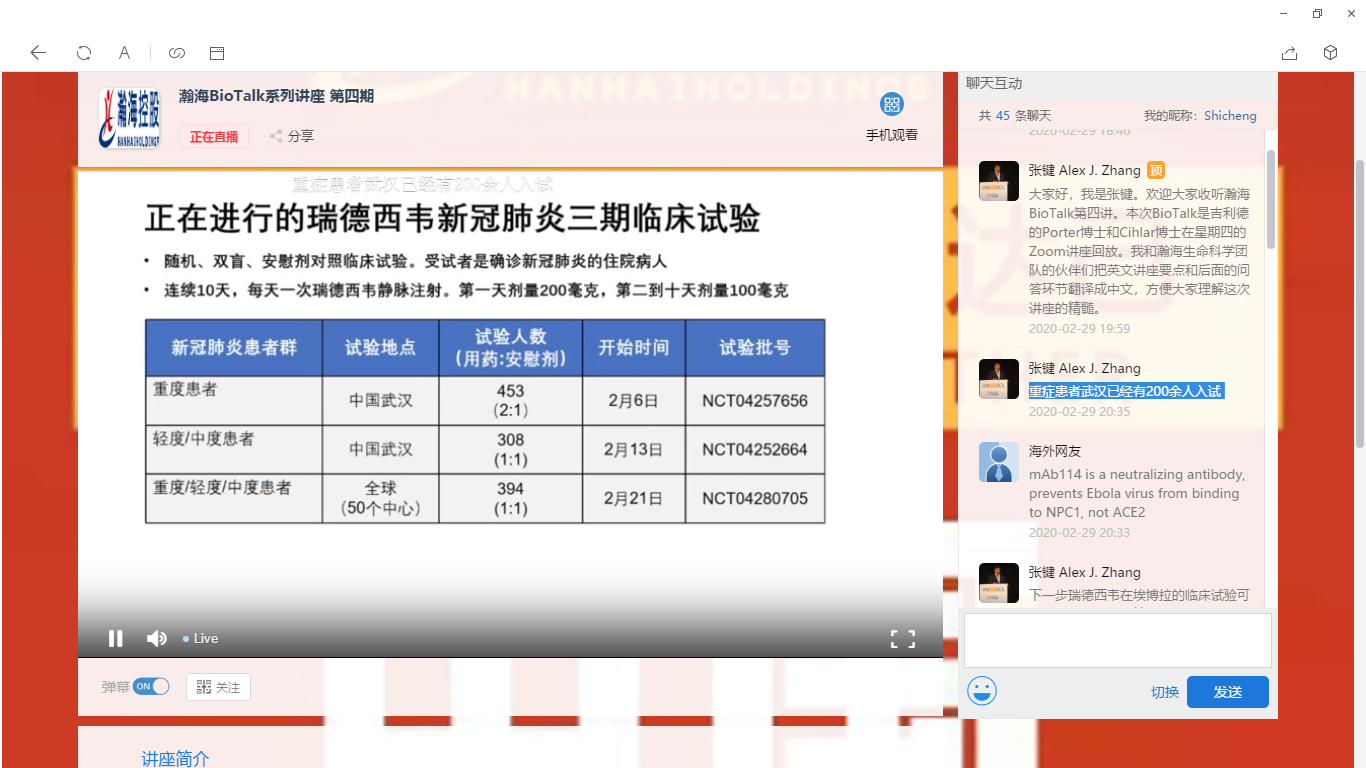 HANHAIHOLDINGS
瀚海控股
HANHAIHOLDINGS
瀚海BioTalk系列讲座 第四期
正在直播
分享
手机观看
重症患者武汉已经有200余人入试
正在进行的瑞德西韦新冠肺炎三期临床试验
• 随机、双盲、安慰剂对照临床试验。受试者是确诊新冠肺炎的住院病人
• 连续10天，每天一次瑞德西韦静脉注射。第一天剂量200毫克，第二到十天剂量100毫克
新冠肺炎患者群 试验地点 试验人数 开始时间 试验批号
(用药:安慰剂)
重度患者 中国武汉 453 2月6日 NCT04257656
(2:1)
轻度/中度患者 中国武汉 308 2月13日 NCT04252664
(1:1)
重度/轻度/中度患者 全球 394 2月21日 NCT04280705
(50个中心) (1:1)
Live
弹幕 ON 关注
讲座简介
聊天互动
共 45 条聊天 我的昵称: Shicheng
2020-02-29 18:46
张键 Alex J. Zhang 顶
大家好，我是张键。欢迎大家收听瀚海
BioTalk第四讲。本次BioTalk是吉利德
的Porter博士和Cihlar博士在星期四的
Zoom讲座回放。我和瀚海生命科学团
队的伙伴们把英文讲座要点和后面的问
答环节翻译成中文，方便大家理解这次
讲座的精髓。
2020-02-29 19:59
张键 Alex J. Zhang
重症患者武汉已经有200余人入试
2020-02-29 20:35
海外网友
mAb114 is a neutralizing antibody,
prevents Ebola virus from binding
to NPC1, not ACE2
2020-02-29 20:33
张键 Alex J. Zhang
下一步瑞德西韦在埃博拉的临床试验可
切换 发送